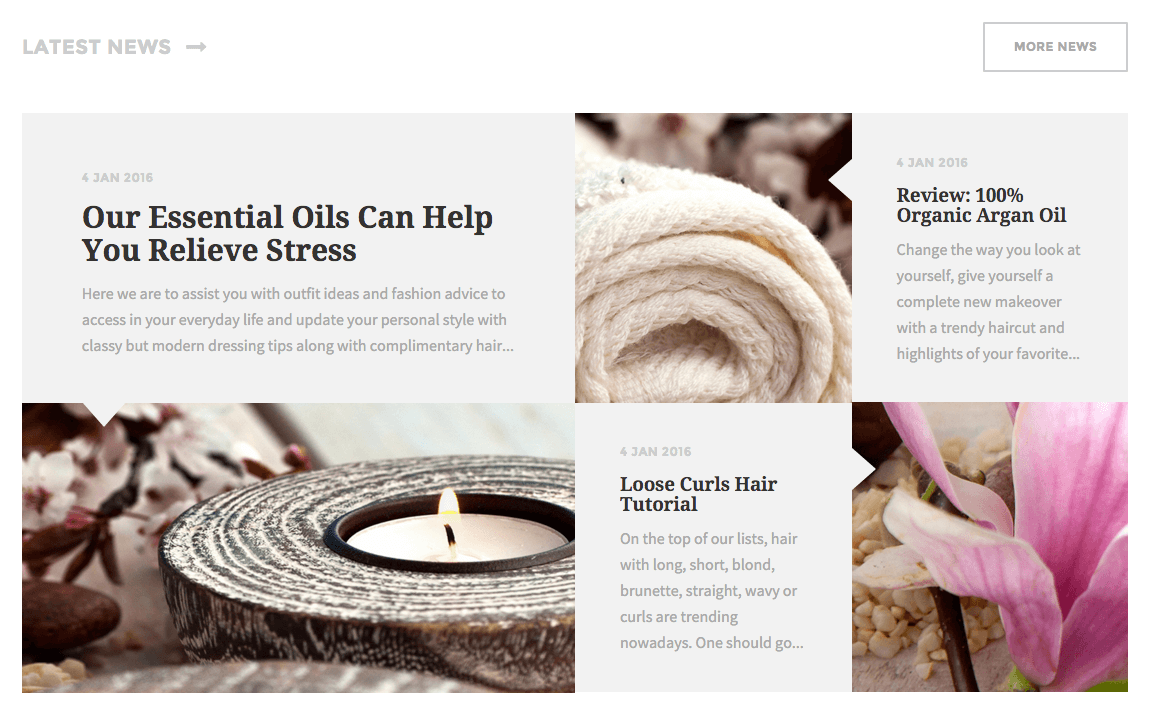 LATEST NEWS
MORE NEWS
4 JAN 2016
Our Essential Oils Can Help
You Relieve Stress
Here we are to assist you with outfit ideas and fashion advice to
access in your everyday life and update your personal style with
classy but modern dressing tips along with complimentary hair...
4 JAN 2016
Review: 100%
Organic Argan Oil
Change the way you look at
yourself, give yourself a
complete new makeover
with a trendy haircut and
highlights of your favorite...
4 JAN 2016
Loose Curls Hair
Tutorial
On the top of our lists, hair
with long, short, blond,
brunette, straight, wavy or
curls are trending
nowadays. One should go...